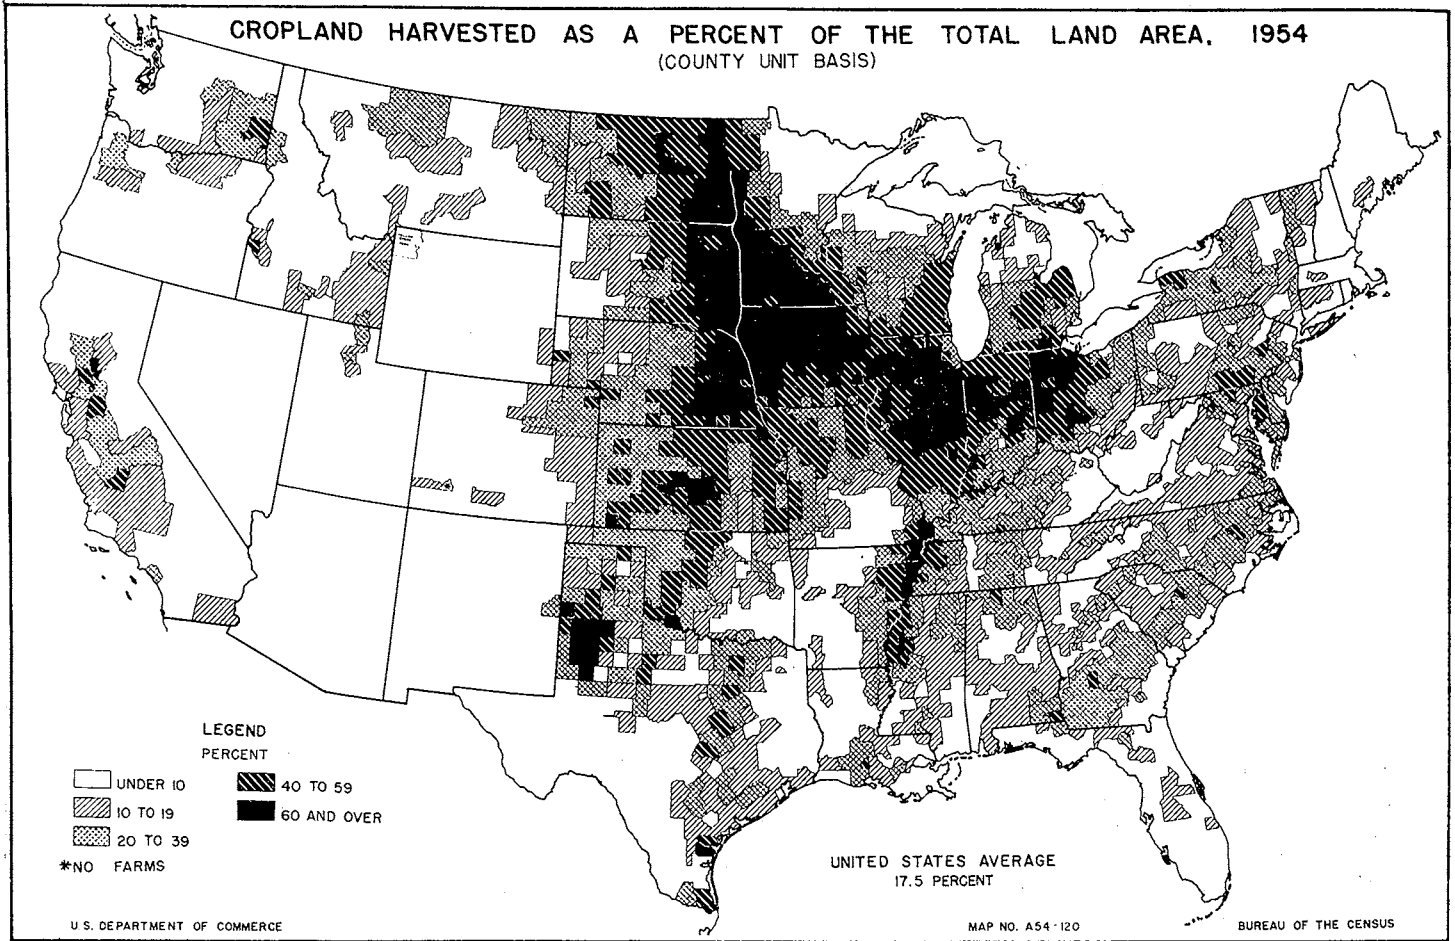 CROPLAND HARVESTED AS A PERCENT OF THE TOTAL LAND AREA, 1954
(COUNTY UNIT BASIS)
LEGEND
PERCENT
UNDER 10
10 TO 19
20 TO 39
40 TO 59
60 AND OVER
*NO FARMS
UNITED STATES AVERAGE
17.5 PERCENT
U.S. DEPARTMENT OF COMMERCE
MAP NO. A54-120
BUREAU OF THE CENSUS